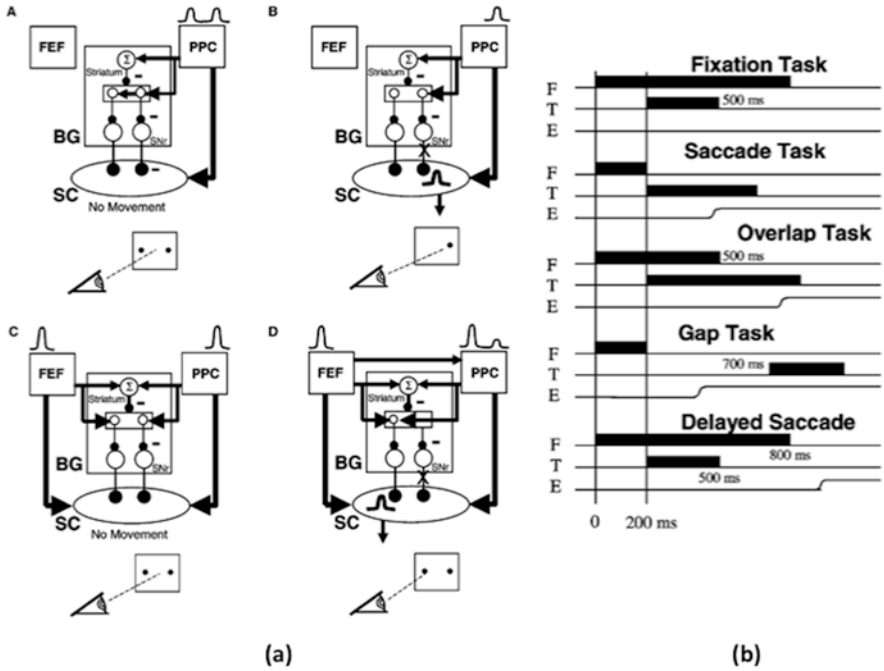 A
FEF
PPC
Σ
Striatum
BG
SNr
SC
No Movement
B
FEF
PPC
Σ
Striatum
BG
SNr
SC
C
FEF
PPC
Σ
Striatum
BG
SNr
SC
No Movement
D
FEF
PPC
Σ
Striatum
BG
SNr
SC
(a)
Fixation Task
F
T 500 ms
E
Saccade Task
F
T
E
Overlap Task
F 500 ms
T
E
Gap Task
F
T 700 ms
E
Delayed Saccade
F 800 ms
T 500 ms
E
0 200 ms
(b)